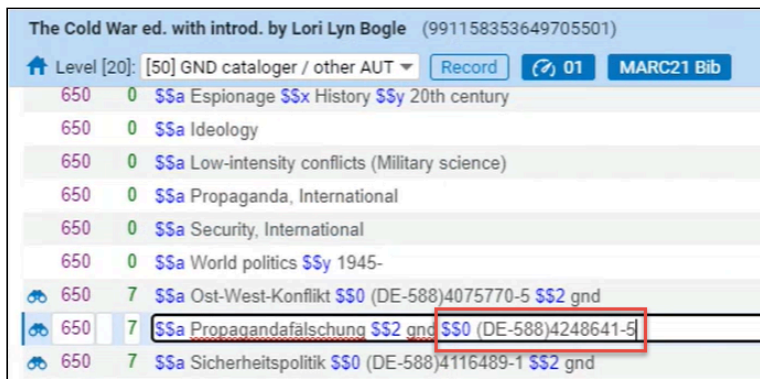 The Cold War ed. with introd. by Lori Lyn Bogle (991158353649705501)
Level [20]: [50] GND cataloger / other AUT Record 01 MARC21 Bib
650 0 $$a Espionage $$x History $$y 20th century
650 0 $$a Ideology
650 0 $$a Low-intensity conflicts (Military science)
650 0 $$a Propaganda, International
650 0 $$a Security, International
650 0 $$a World politics $$y 1945-
650 7 $$a Ost-West-Konflikt $$0 (DE-588)4075770-5 $$2 gnd
650 7 $$a Propagandafälschung $$2 gnd $$0 (DE-588)4248641-5
650 7 $$a Sicherheitspolitik $$0 (DE-588)4116489-1 $$2 gnd